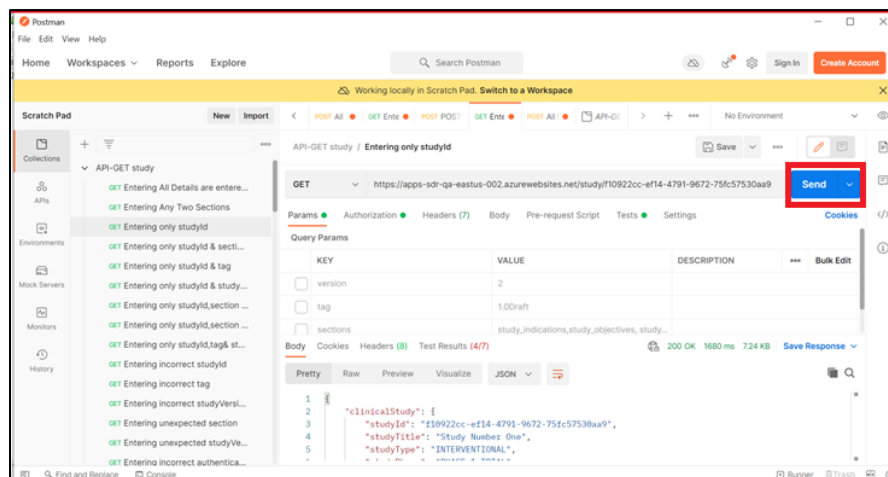 Postman
File Edit View Help
Home Workspaces Reports Explore Search Postman Sign In Create Account
Working locally in Scratch Pad. Switch to a Workspace
Scratch Pad New Import POST All GET Ente POST POST GET Ente POST All API-GE No Environment
Collections
APIs
Environments
Mock Servers
Monitors
History
API-GET study
GET Entering All Details are entere...
GET Entering Any Two Sections
GET Entering only studyId
GET Entering only studyId & secti...
GET Entering only studyId & tag
GET Entering only studyId & study...
GET Entering only studyId,section ...
GET Entering only studyId,section ...
GET Entering only studyId,tag& st...
GET Entering incorrect studyId
GET Entering incorrect tag
GET Entering incorrect studyVersi...
GET Entering unexpected section
GET Entering unexpected studyVe...
GET Entering incorrect authentica...
API-GET study / Entering only studyId Save
GET https://apps-sdr-qa-eastus-002.azurewebsites.net/study/f10922cc-ef14-4791-9672-75fc57530aa9 Send
Params Authorization Headers (7) Body Pre-request Script Tests Settings Cookies
Query Params
KEY VALUE DESCRIPTION Bulk Edit
version 2
tag 1.0Draft
sections study_indications,study_objectives, study...
Body Cookies Headers (8) Test Results (4/7) 200 OK 1680 ms 7.24 KB Save Response
Pretty Raw Preview Visualize JSON
1 {
2 "clinicalStudy": {
3 "studyId": "f10922cc-ef14-4791-9672-75fc57530aa9",
4 "studyTitle": "Study Number One",
5 "studyType": "INTERVENTIONAL",
Find and Replace Console Runner Trash